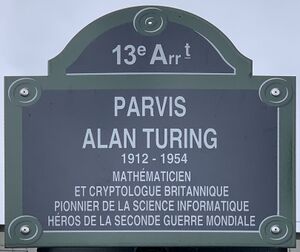 13e Arrt
PARVIS
ALAN TURING
1912 - 1954
MATHÉMATICIEN
ET CRYPTOLOGUE BRITANNIQUE
PIONNIER DE LA SCIENCE INFORMATIQUE
HÉROS DE LA SECONDE GUERRE MONDIALE